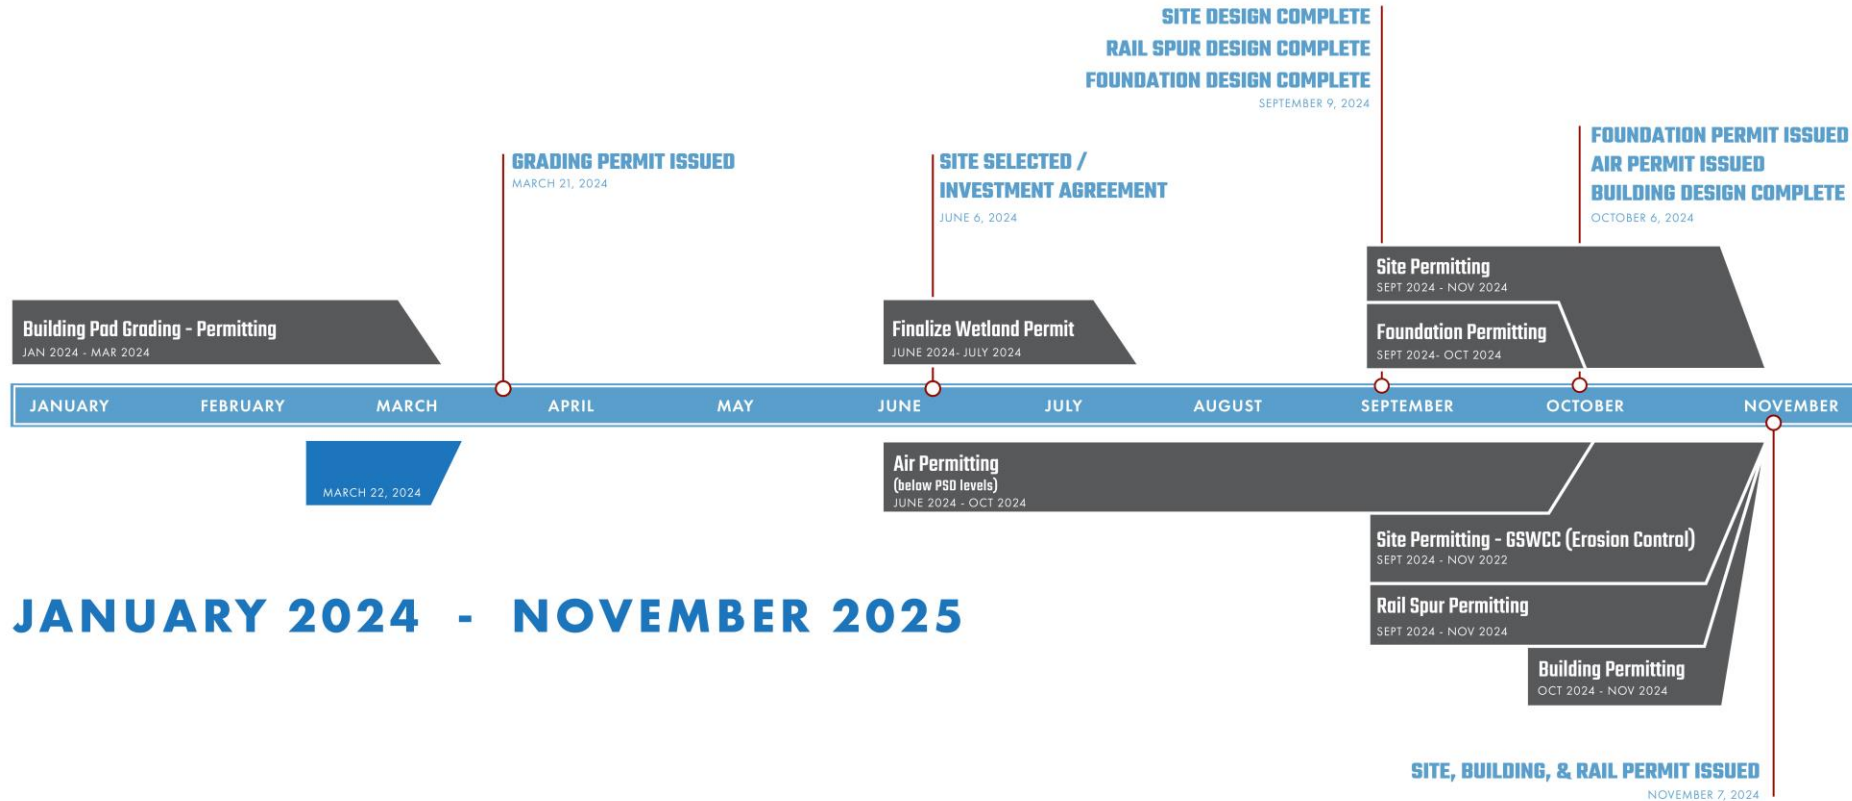 SITE DESIGN COMPLETE
RAIL SPUR DESIGN COMPLETE
FOUNDATION DESIGN COMPLETE
SEPTEMBER 9, 2024
FOUNDATION PERMIT ISSUED
AIR PERMIT ISSUED
BUILDING DESIGN COMPLETE
OCTOBER 6, 2024
GRADING PERMIT ISSUED
MARCH 21, 2024
SITE SELECTED /
INVESTMENT AGREEMENT
JUNE 6, 2024
Site Permitting
SEPT 2024 - NOV 2024
Building Pad Grading - Permitting
JAN 2024 - MAR 2024
Finalize Wetland Permit
JUNE 2024- JULY 2024
Foundation Permitting
SEPT 2024- OCT 2024
JANUARY FEBRUARY MARCH APRIL MAY JUNE JULY AUGUST SEPTEMBER OCTOBER NOVEMBER
MARCH 22, 2024
Air Permitting
(below PSD levels)
JUNE 2024 - OCT 2024
Site Permitting - GSWCC (Erosion Control)
SEPT 2024 - NOV 2022
Rail Spur Permitting
SEPT 2024 - NOV 2024
Building Permitting
OCT 2024 - NOV 2024
JANUARY 2024 - NOVEMBER 2025
SITE, BUILDING, & RAIL PERMIT ISSUED
NOVEMBER 7, 2024